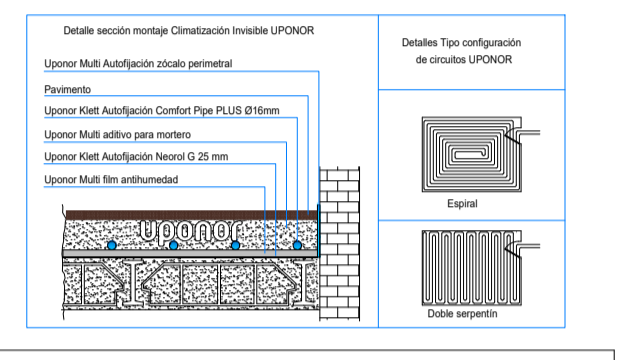 Detalle sección montaje Climatización Invisible UPONOR
Uponor Multi Autofijación zócalo perimetral
Pavimento
Uponor Klett Autofijación Comfort Pipe PLUS Ø16mm
Uponor Multi aditivo para mortero
Uponor Klett Autofijación Neorol G 25 mm
Uponor Multi film antihumedad
uponor
Detalles Tipo configuración
de circuitos UPONOR
Espiral
Doble serpentín